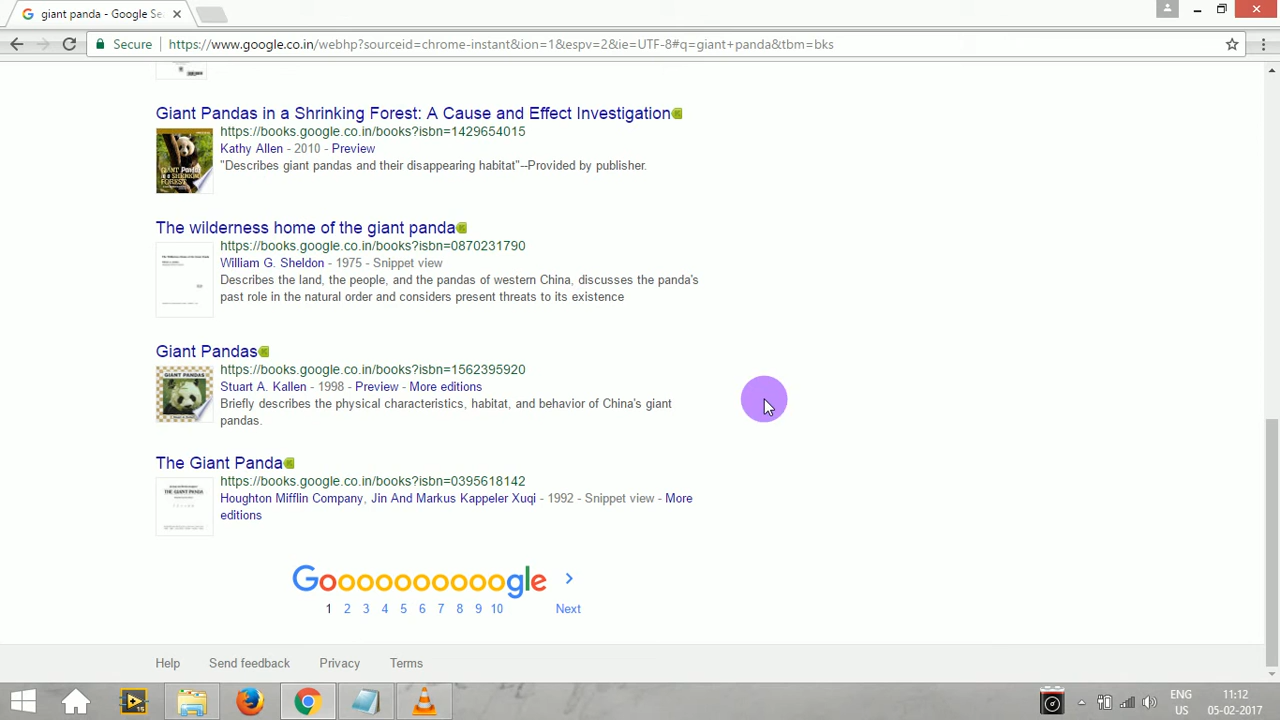 giant panda - Google Se
Secure https://www.google.co.in/webhp?sourceid=chrome-instant&ion=1&espv=2&ie=UTF-8#q=giant+panda&tbm=bks
Giant Pandas in a Shrinking Forest: A Cause and Effect Investigation
https://books.google.co.in/books?isbn=1429654015
Kathy Allen - 2010 - Preview
"Describes giant pandas and their disappearing habitat"--Provided by publisher.
The wilderness home of the giant panda
https://books.google.co.in/books?isbn=0870231790
William G. Sheldon - 1975 - Snippet view
Describes the land, the people, and the pandas of western China, discusses the panda's
past role in the natural order and considers present threats to its existence
Giant Pandas
https://books.google.co.in/books?isbn=1562395920
GIANT PANDAS
Stuart A. Kallen - 1998 - Preview - More editions
Briefly describes the physical characteristics, habitat, and behavior of China's giant
pandas.
The Giant Panda
https://books.google.co.in/books?isbn=0395618142
THE GIANT PANDA
Houghton Mifflin Company, Jin And Markus Kappeler Xuqi - 1992 - Snippet view - More
editions
Goooooooooogle >
1 2 3 4 5 6 7 8 9 10 Next
Help Send feedback Privacy Terms
ENG 11:12
US 05-02-2017